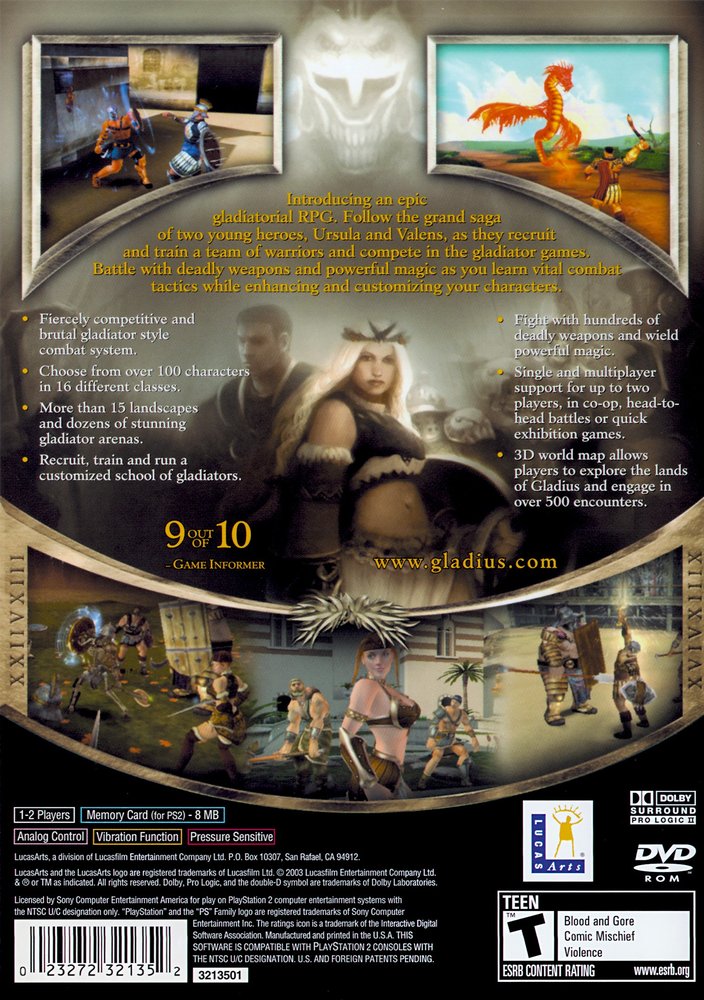 Introducing an epic
gladiatorial RPG. Follow the grand saga
of two young heroes, Ursula and Valens, as they recruit
and train a team of warriors and compete in the gladiator games.
Battle with deadly weapons and powerful magic as you learn vital combat
tactics while enhancing and customizing your characters.
• Fiercely competitive and
brutal gladiator style
combat system.
• Choose from over 100 characters
in 16 different classes.
• More than 15 landscapes
and dozens of stunning
gladiator arenas.
• Recruit, train and run a
customized school of gladiators.
• Fight with hundreds of
deadly weapons and wield
powerful magic.
• Single and multiplayer
support for up to two
players, in co-op, head-to-
head battles or quick
exhibition games.
• 3D world map allows
players to explore the lands
of Gladius and engage in
over 500 encounters.
9 OUT OF 10
– GAME INFORMER
www.gladius.com
XXIIVXIII
XIIXVIVX
1-2 Players
Memory Card (for PS2) - 8 MB
Analog Control
Vibration Function
Pressure Sensitive
LucasArts, a division of Lucasfilm Entertainment Company Ltd. P.O. Box 10307, San Rafael, CA 94912.
LucasArts and the LucasArts logo are registered trademarks of Lucasfilm Ltd. © 2003 Lucasfilm Entertainment Company Ltd.
& ® or TM as indicated. All rights reserved. Dolby, Pro Logic, and the double-D symbol are trademarks of Dolby Laboratories.
Licensed by Sony Computer Entertainment America for play on PlayStation 2 computer entertainment systems with
the NTSC U/C designation only. “PlayStation” and the “PS” Family logo are registered trademarks of Sony Computer
Entertainment Inc. The ratings icon is a trademark of the Interactive Digital
Software Association. Manufactured and printed in the U.S.A. THIS
SOFTWARE IS COMPATIBLE WITH PLAYSTATION 2 CONSOLES WITH
THE NTSC U/C DESIGNATION. U.S. AND FOREIGN PATENTS PENDING.
0 23272 32135 2
3213501
LUCAS
Arts
DOLBY
SURROUND
PRO LOGIC II
DVD
ROM
TEEN
T
TM
Blood and Gore
Comic Mischief
Violence
ESRB CONTENT RATING
www.esrb.org